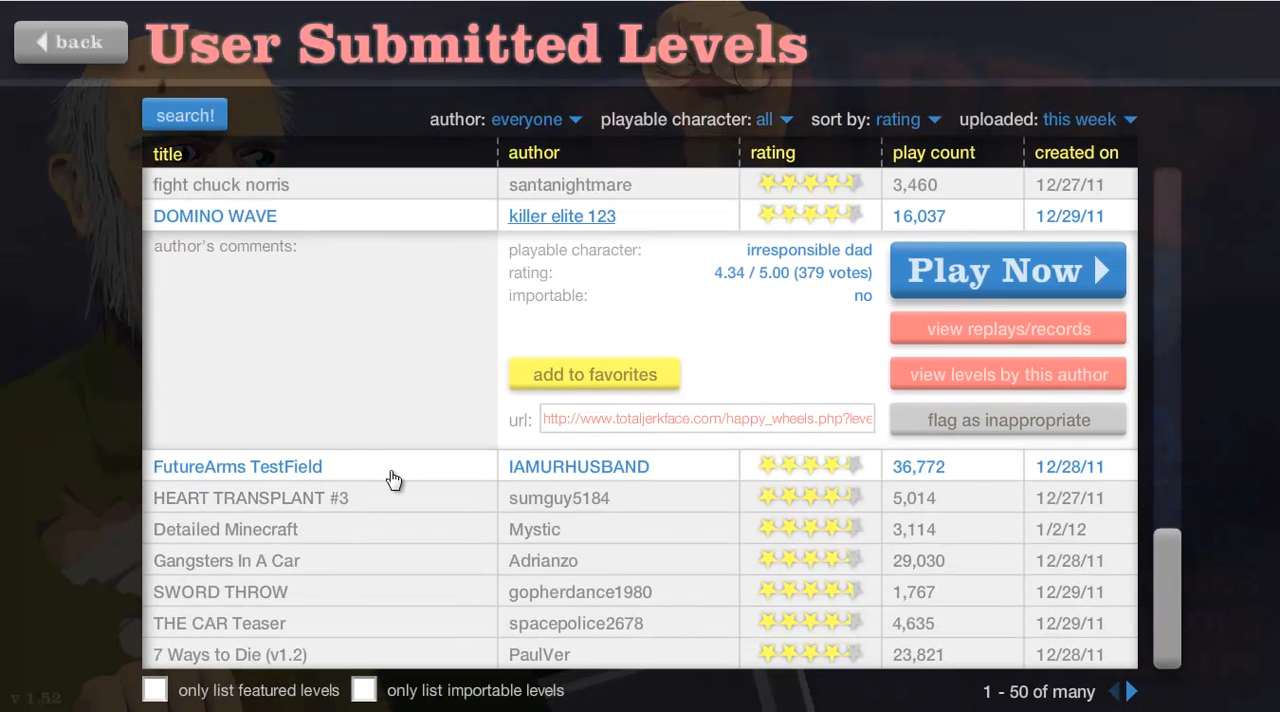 back User Submitted Levels
search! author: everyone playable character: all sort by: rating uploaded: this week
title author rating play count created on
fight chuck norris santanightmare 3,460 12/27/11
DOMINO WAVE killer elite 123 16,037 12/29/11
author's comments: playable character: irresponsible dad Play Now
rating: 4.34 / 5.00 (379 votes)
importable: no
view replays/records
add to favorites view levels by this author
url: http://www.totaljerkface.com/happy_wheels.php?leve flag as inappropriate
FutureArms TestField IAMURHUSBAND 36,772 12/28/11
HEART TRANSPLANT #3 sumguy5184 5,014 12/27/11
Detailed Minecraft Mystic 3,114 1/2/12
Gangsters In A Car Adrianzo 29,030 12/28/11
SWORD THROW gopherdance1980 1,767 12/29/11
THE CAR Teaser spacepolice2678 4,635 12/29/11
7 Ways to Die (v1.2) PaulVer 23,821 12/28/11
only list featured levels only list importable levels 1 - 50 of many
v 1.52